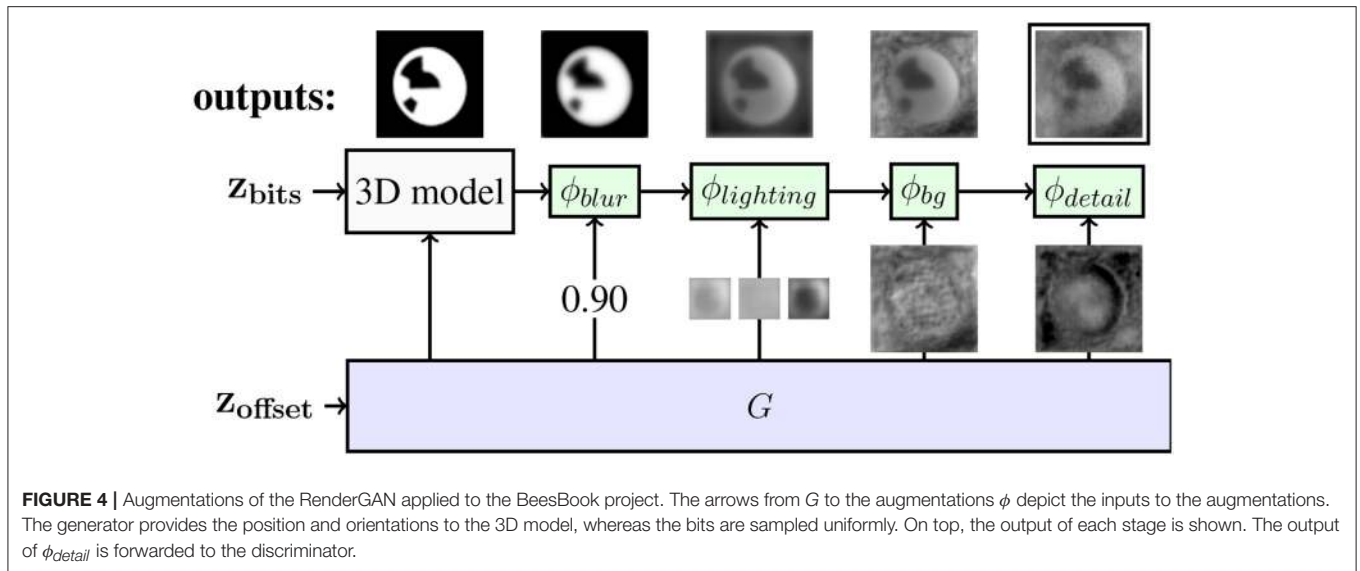 outputs:
z_bits 3D model ϕ_blur ϕ_lighting ϕ_bg ϕ_detail
0.90
z_offset G
FIGURE 4 | Augmentations of the RenderGAN applied to the BeesBook project. The arrows from G to the augmentations ϕ depict the inputs to the augmentations.
The generator provides the position and orientations to the 3D model, whereas the bits are sampled uniformly. On top, the output of each stage is shown. The output
of ϕ_detail is forwarded to the discriminator.